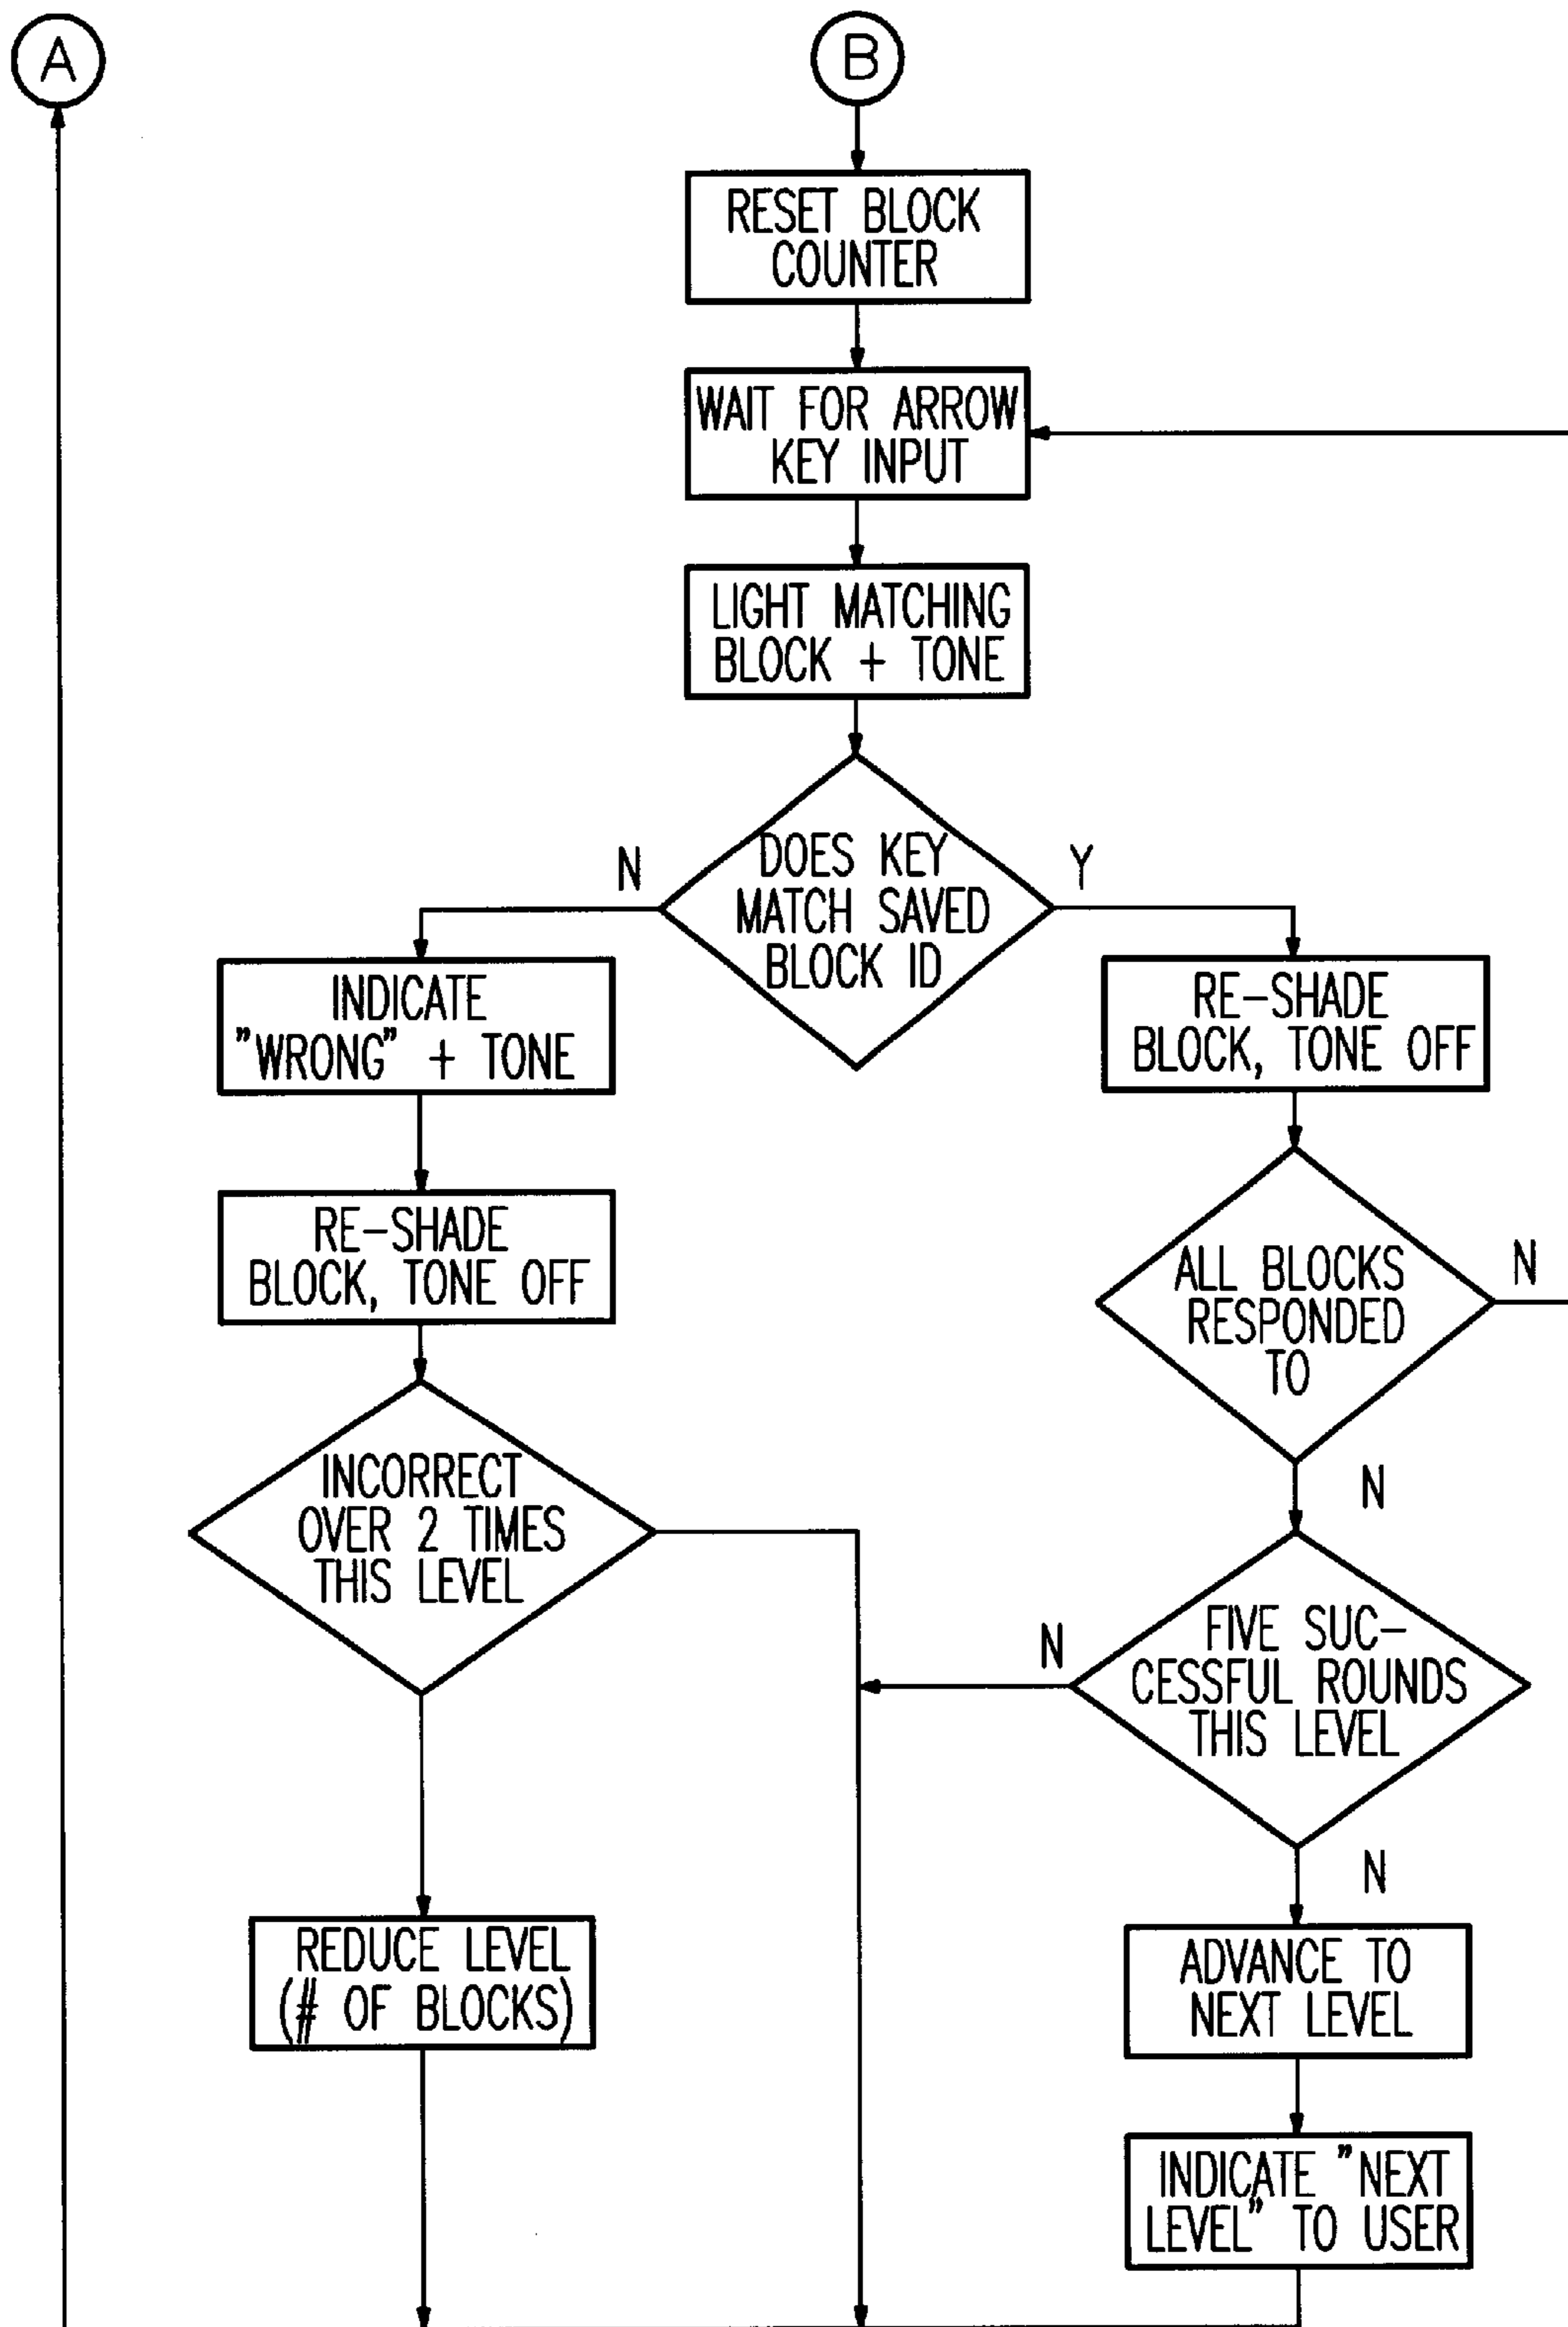 A
B
RESET BLOCK
COUNTER
WAIT FOR ARROW
KEY INPUT
LIGHT MATCHING
BLOCK + TONE
DOES KEY
MATCH SAVED
BLOCK ID
N
Y
INDICATE
"WRONG" + TONE
RE-SHADE
BLOCK, TONE OFF
RE-SHADE
BLOCK, TONE OFF
ALL BLOCKS
RESPONDED
TO
N
N
INCORRECT
OVER 2 TIMES
THIS LEVEL
FIVE SUC-
CESSFUL ROUNDS
THIS LEVEL
N
N
REDUCE LEVEL
(# OF BLOCKS)
ADVANCE TO
NEXT LEVEL
INDICATE "NEXT
LEVEL" TO USER